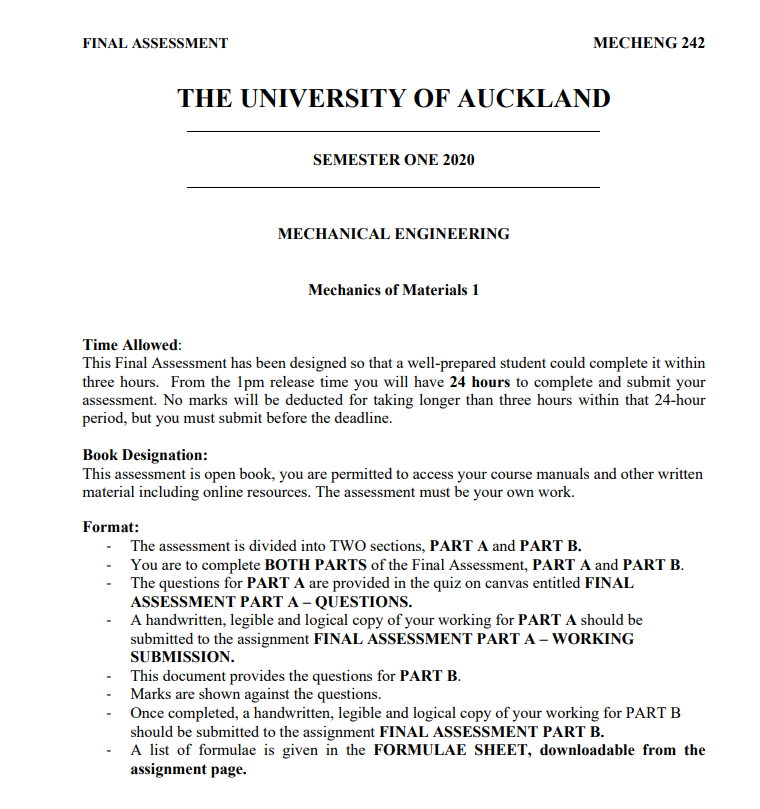 FINAL ASSESSMENT
MECHENG 242
THE UNIVERSITY OF AUCKLAND
SEMESTER ONE 2020
MECHANICAL ENGINEERING
Mechanics of Materials 1
Time Allowed:
This Final Assessment has been designed so that a well-prepared student could complete it within
three hours. From the 1pm release time you will have 24 hours to complete and submit your
assessment. No marks will be deducted for taking longer than three hours within that 24-hour
period, but you must submit before the deadline.
Book Designation:
This assessment is open book, you are permitted to access your course manuals and other written
material including online resources. The assessment must be your own work.
Format:
- The assessment is divided into TWO sections, PART A and PART B.
- You are to complete BOTH PARTS of the Final Assessment, PART A and PART B.
- The questions for PART A are provided in the quiz on canvas entitled FINAL
ASSESSMENT PART A – QUESTIONS.
- A handwritten, legible and logical copy of your working for PART A should be
submitted to the assignment FINAL ASSESSMENT PART A – WORKING
SUBMISSION.
- This document provides the questions for PART B.
- Marks are shown against the questions.
- Once completed, a handwritten, legible and logical copy of your working for PART B
should be submitted to the assignment FINAL ASSESSMENT PART B.
- A list of formulae is given in the FORMULAE SHEET, downloadable from the
assignment page.